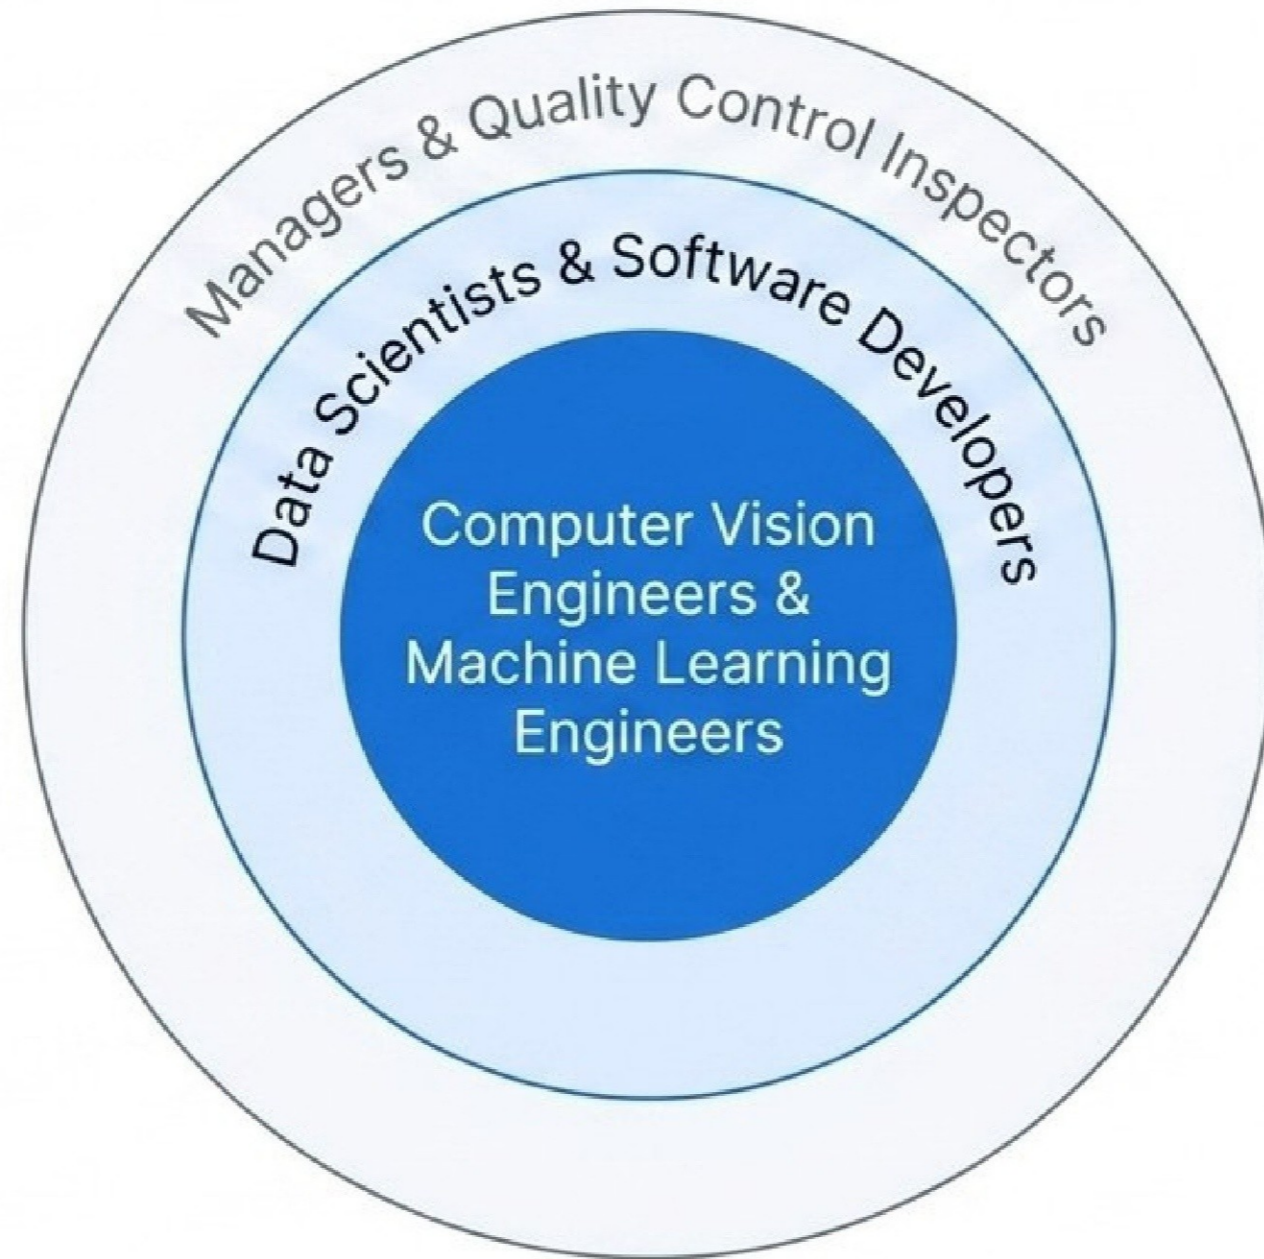 Managers & Quality Control Inspectors
Data Scientists & Software Developers
Computer Vision
Engineers &
Machine Learning
Engineers